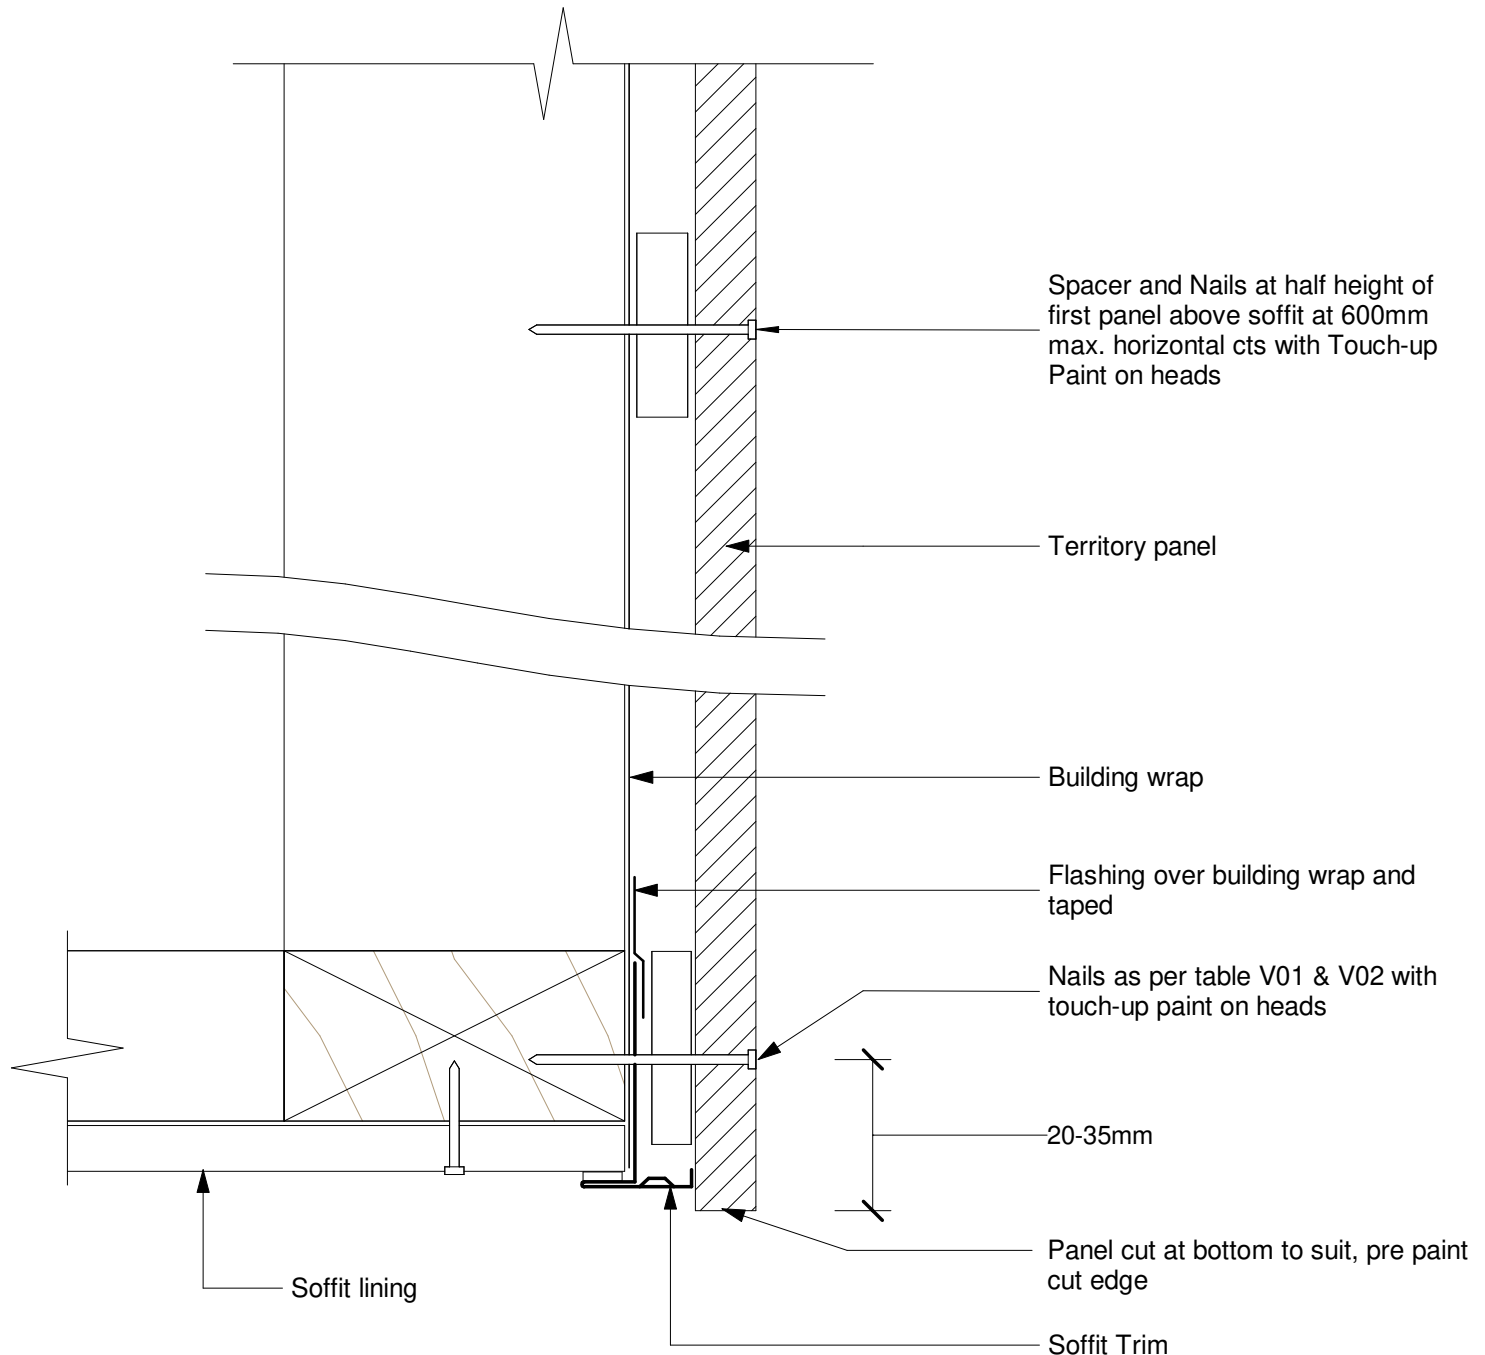 Spacer and Nails at half height of
first panel above soffit at 600mm
max. horizontal cts with Touch-up
Paint on heads
Territory panel
Building wrap
Flashing over building wrap and
taped
Nails as per table V01 & V02 with
touch-up paint on heads
20-35mm
Panel cut at bottom to suit, pre paint
cut edge
Soffit lining
Soffit Trim